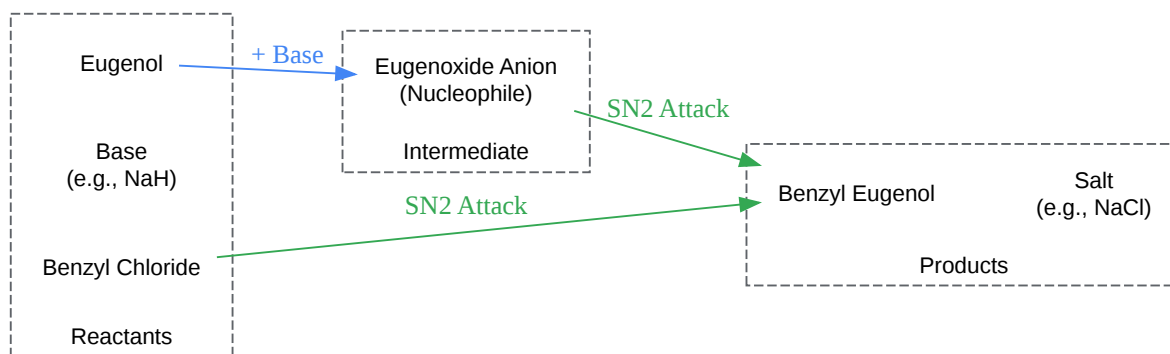 Eugenol
+ Base
Eugenoxide Anion
(Nucleophile)
SN2 Attack
Base
(e.g., NaH)
Intermediate
Benzyl Eugenol
Salt
(e.g., NaCl)
SN2 Attack
Benzyl Chloride
Products
Reactants